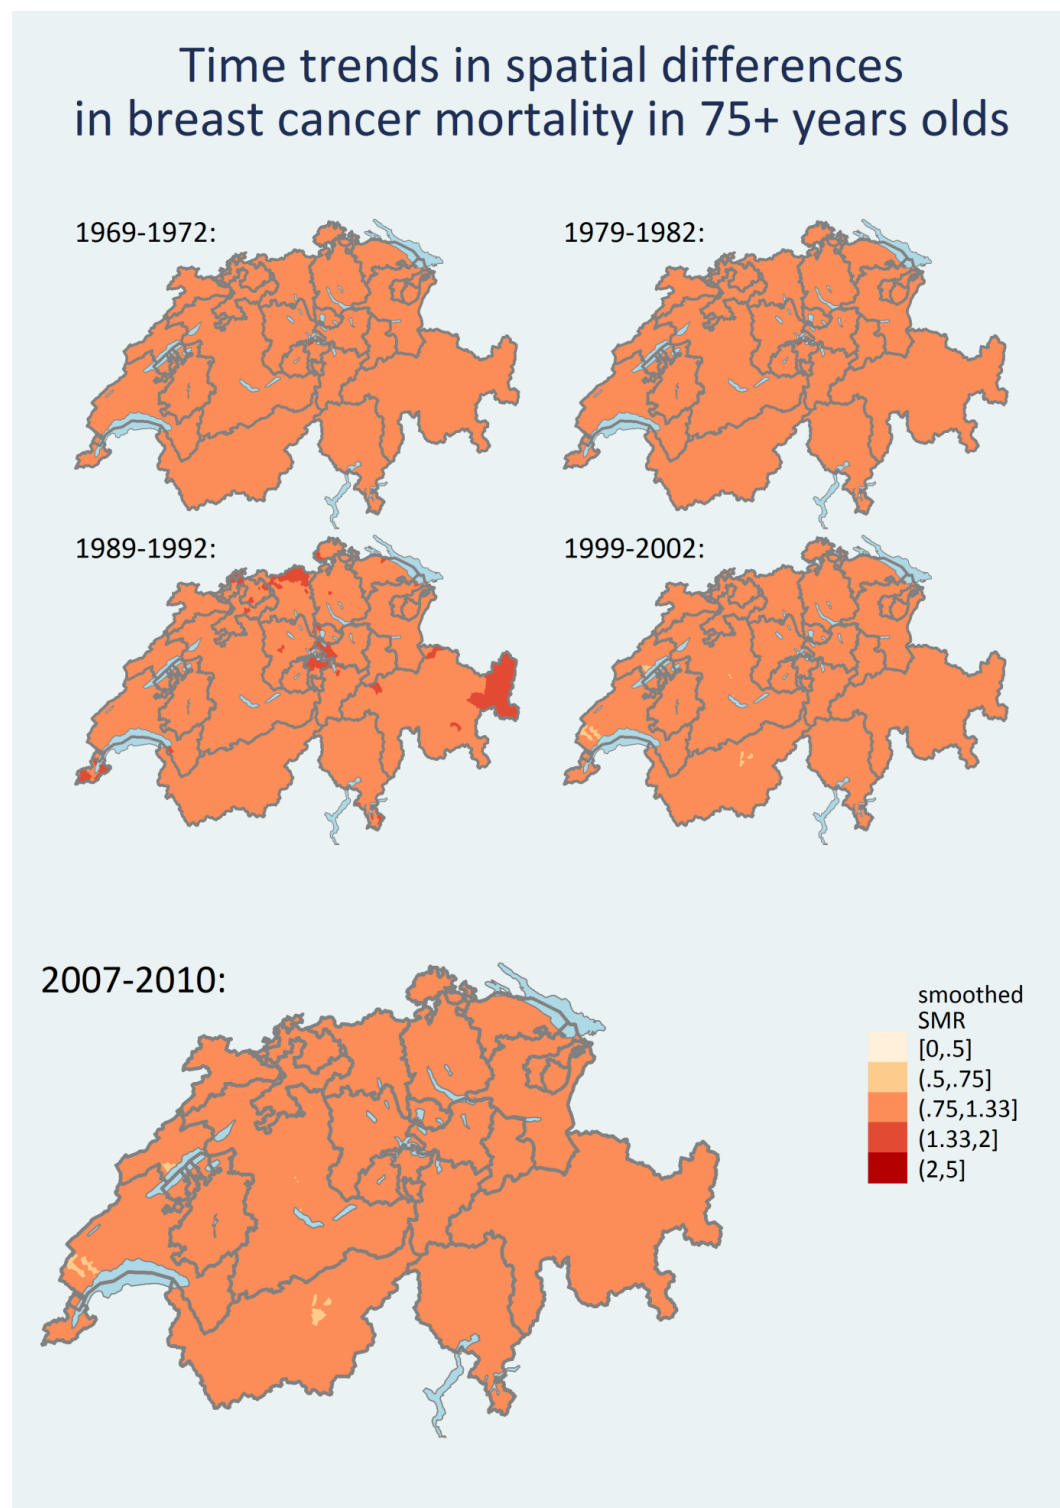 Time trends in spatial differences
in breast cancer mortality in 75+ years olds
1969-1972:
1979-1982:
1989-1992:
1999-2002:
2007-2010:
smoothed
SMR
[0,.5]
(.5,.75]
(.75,1.33]
(1.33,2]
(2,5]